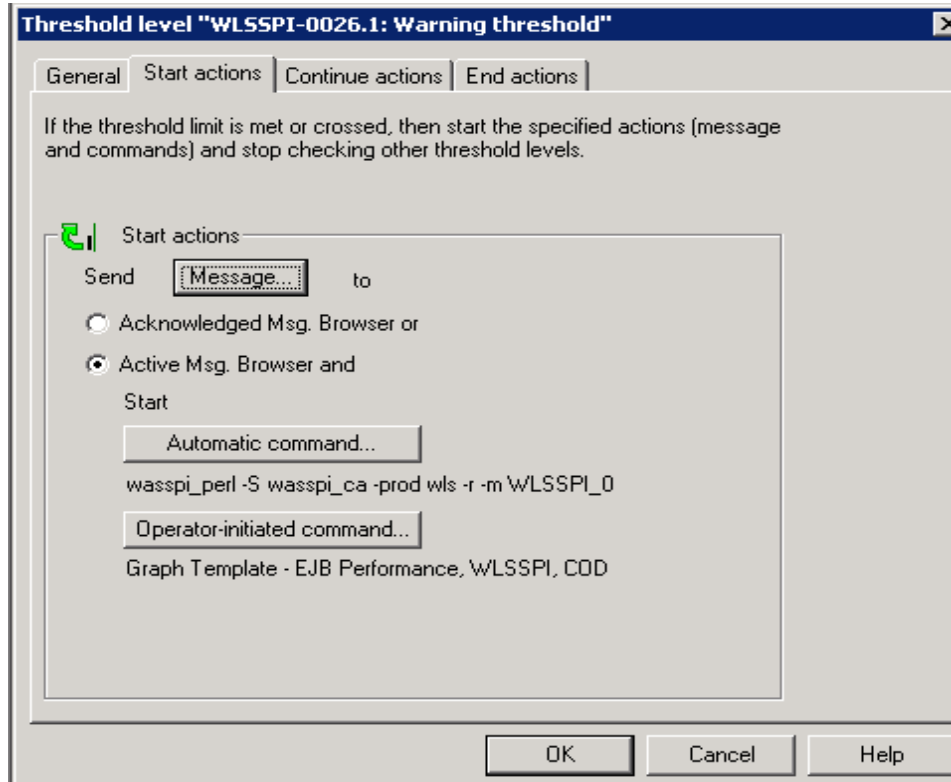 Threshold level "WLSSPI-0026.1: Warning threshold"
General Start actions Continue actions End actions
If the threshold limit is met or crossed, then start the specified actions (message
and commands) and stop checking other threshold levels.
Start actions
Send Message... to
Acknowledged Msg. Browser or
Active Msg. Browser and
Start
Automatic command...
wasspi_perl -S wasspi_ca -prod wls -r -m WLSSPI_0
Operator-initiated command...
Graph Template - EJB Performance, WLSSPI, COD
OK Cancel Help